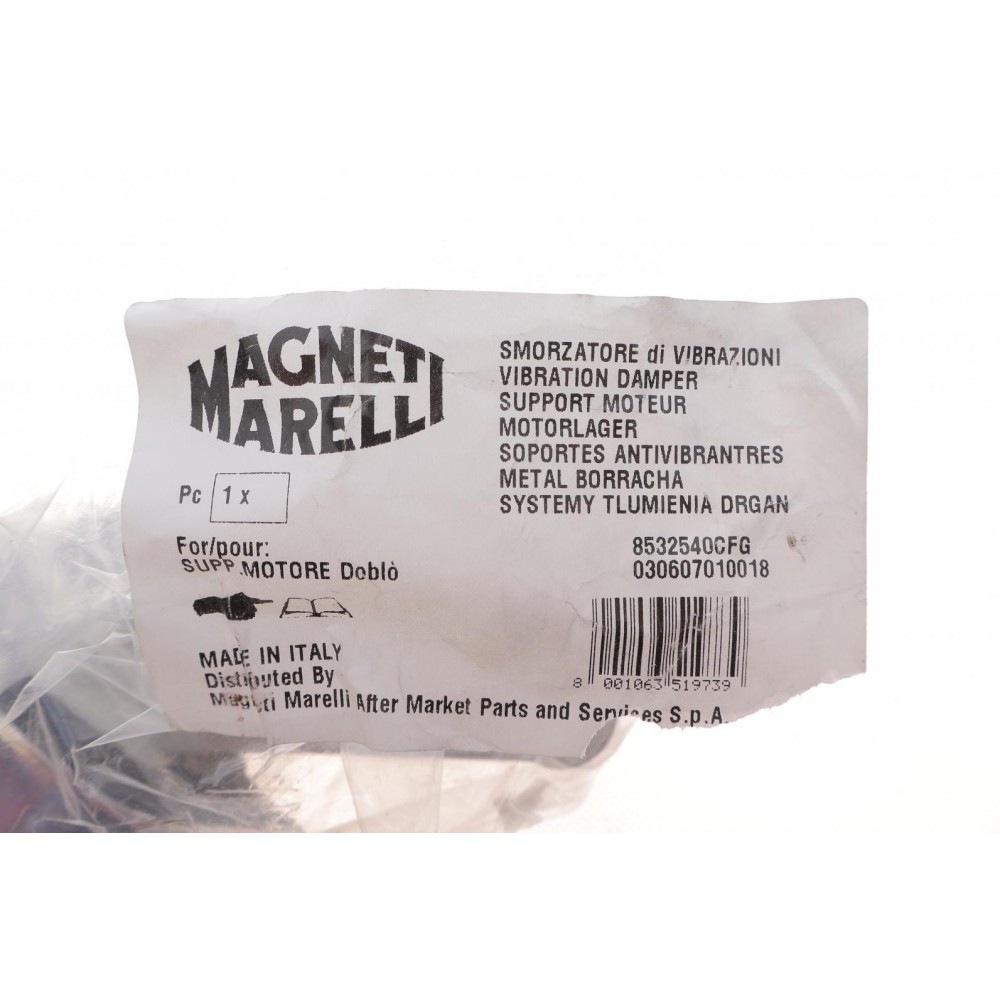 MAGNETI
MARELLI
Pc 1 x
For/pour:
SUPP.MOTORE Doblò
MADE IN ITALY
Distributed By
Magneti Marelli After Market Parts and Services S.p.A.
SMORZATORE di VIBRAZIONI
VIBRATION DAMPER
SUPPORT MOTEUR
MOTORLAGER
SOPORTES ANTIVIBRANTRES
METAL BORRACHA
SYSTEMY TLUMIENIA DRGAN
8532540CFG
030607010018
8 001063 519739